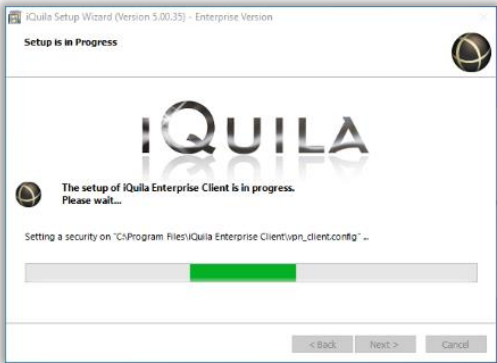 iQuila Setup Wizard (Version 5.00.35) - Enterprise Version
Setup is in Progress
iQUILA
The setup of iQuila Enterprise Client is in progress.
Please wait...
Setting a security on "C:\Program Files\iQuila Enterprise Client\vpn_client.config" ...
< Back
Next >
Cancel